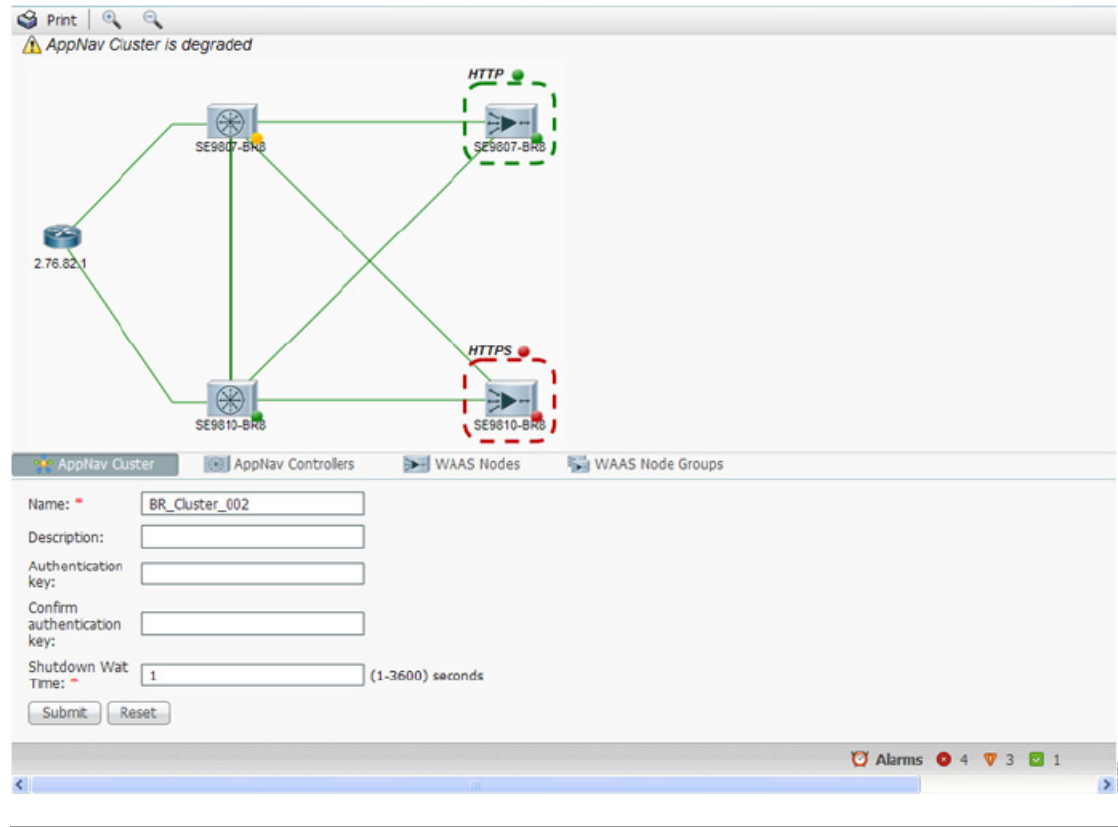 Print
AppNav Cluster is degraded
HTTP
SE9807-BR8
SE9807-BR8
2.76.82.1
HTTPS
SE9810-BR8
SE9810-BR8
AppNav Cluster
AppNav Controllers
WAAS Nodes
WAAS Node Groups
Name: *
BR_Cluster_002
Description:
Authentication
key:
Confirm
authentication
key:
Shutdown Wait
Time: *
1
(1-3600) seconds
Submit
Reset
Alarms 4 3 1